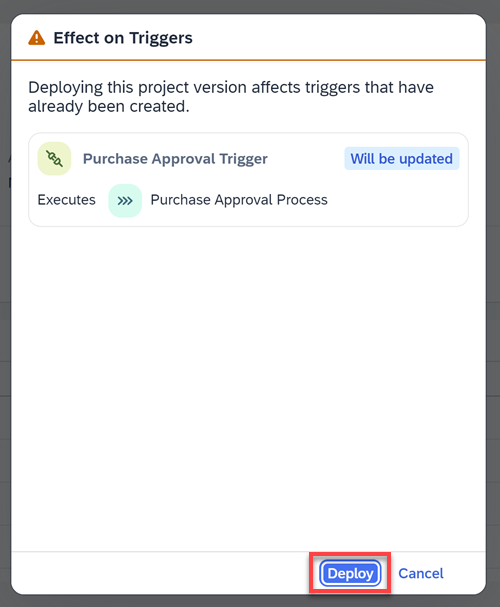 Effect on Triggers
Deploying this project version affects triggers that have
already been created.
Purchase Approval Trigger
Will be updated
Executes
Purchase Approval Process
Deploy
Cancel